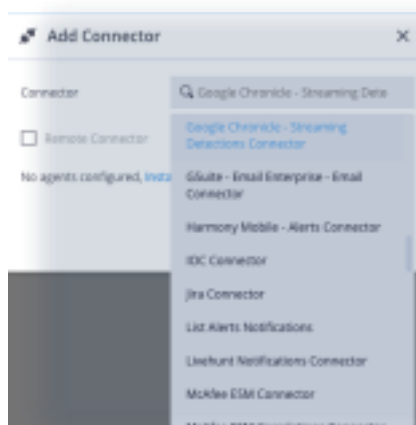 Add Connector
Connector
Google Chronicle - Streaming Dete
Remote Connector
Google Chronicle - Streaming
Detections Connector
No agents configured, Insta
GSuite - Email Enterprise - Email
Connector
Harmony Mobile - Alerts Connector
IOC Connector
Jira Connector
List Alerts Notifications
Livehunt Notifications Connector
McAfee ESM Connector